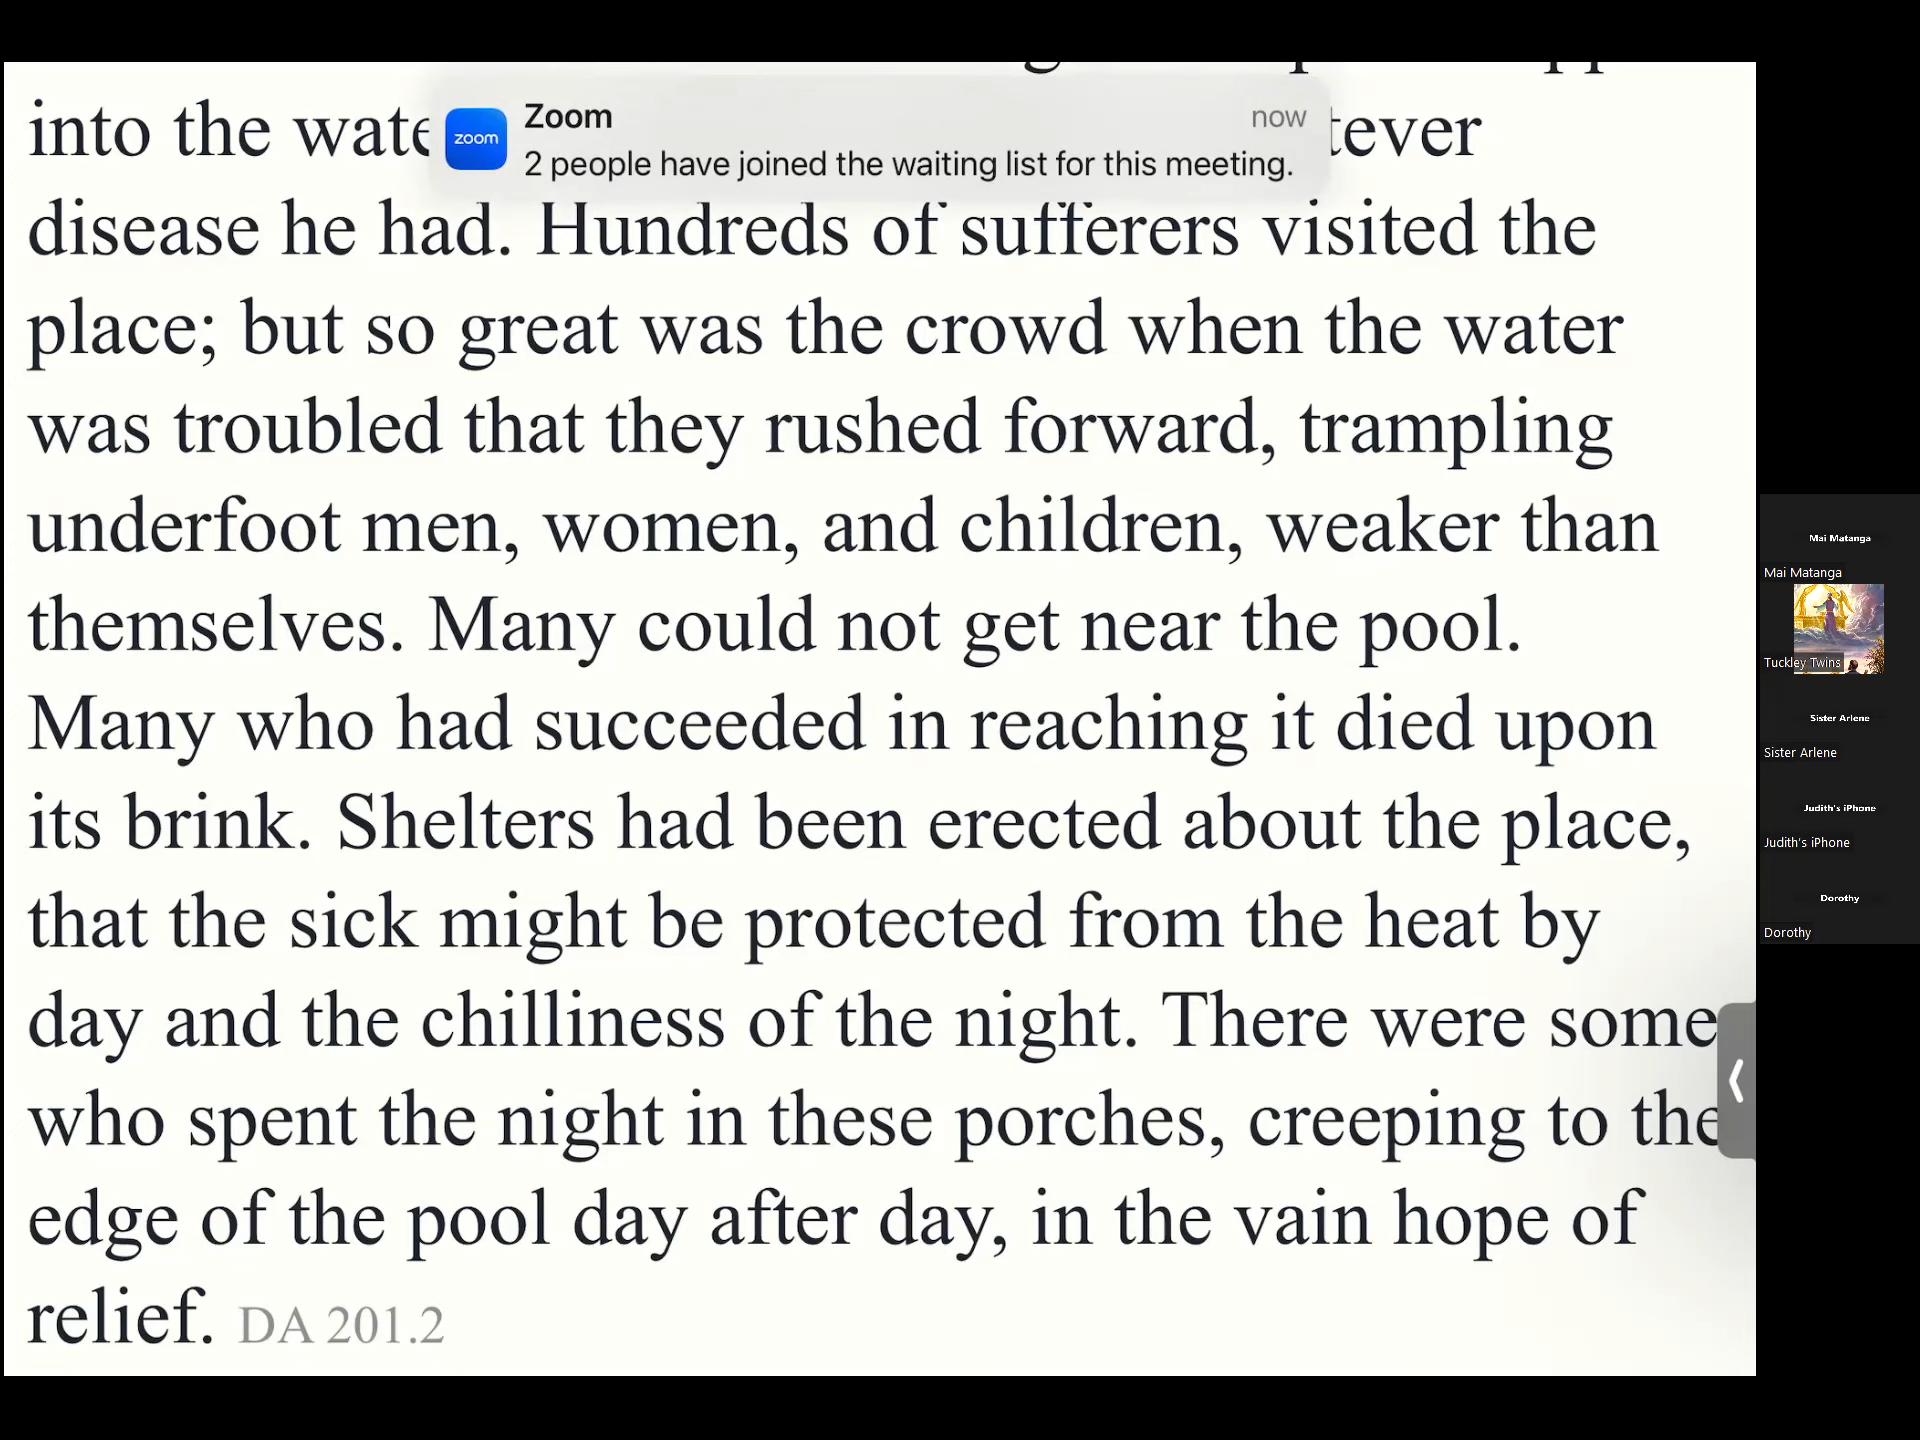 Zoom
now
zoom
2 people have joined the waiting list for this meeting.
into the wate
tever
disease he had. Hundreds of sufferers visited the
place; but so great was the crowd when the water
was troubled that they rushed forward, trampling
underfoot men, women, and children, weaker than
themselves. Many could not get near the pool.
Many who had succeeded in reaching it died upon
its brink. Shelters had been erected about the place,
that the sick might be protected from the heat by
day and the chilliness of the night. There were some
who spent the night in these porches, creeping to the
edge of the pool day after day, in the vain hope of
relief. DA 201.2
Mai Matanga
Mai Matanga
Tuckley Twins
Sister Arlene
Sister Arlene
Judith's iPhone
Judith's iPhone
Dorothy
Dorothy